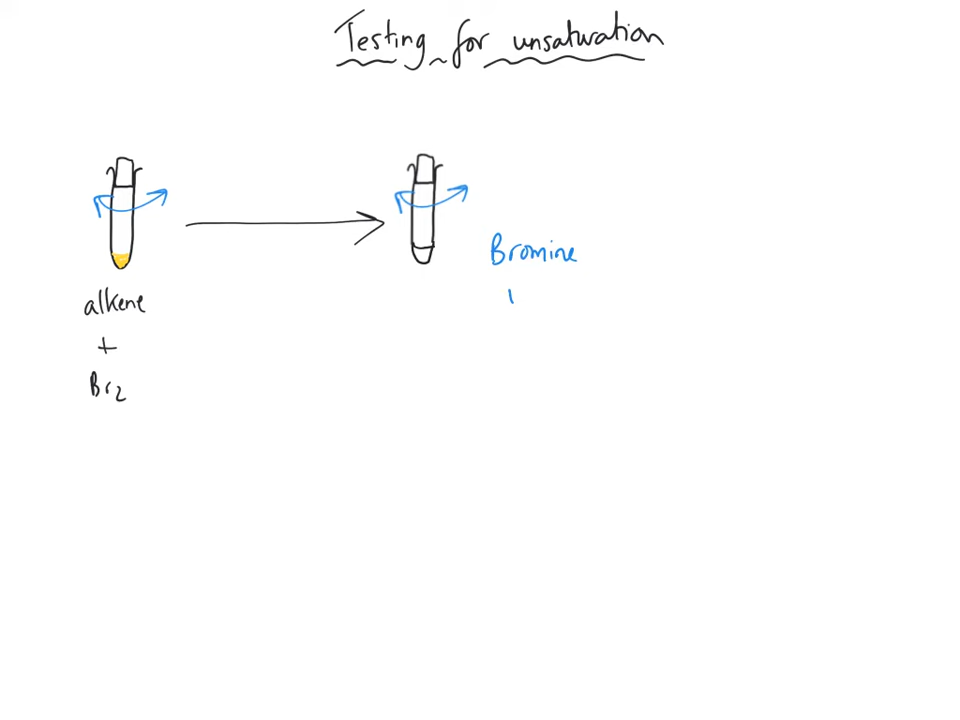 Testing for unsaturation
Bromine
alkene
+
Br2